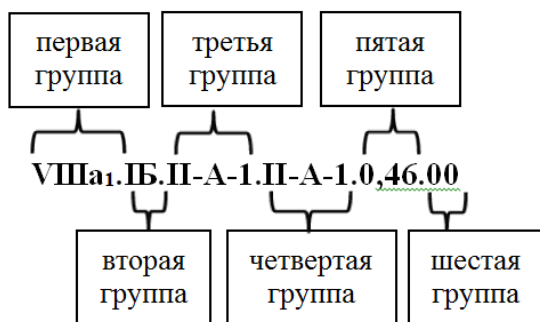 первая
группа
третья
группа
пятая
группа
VIIIа₁.IБ.II-А-1.II-А-1.0,46.00
вторая
группа
четвертая
группа
шестая
группа